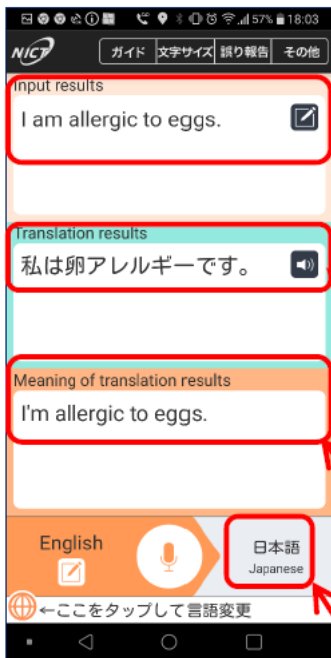 57% 18:03
NICT ガイド 文字サイズ 誤り報告 その他
Input results
I am allergic to eggs.
Translation results
私は卵アレルギーです。
Meaning of translation results
I'm allergic to eggs.
English
日本語
Japanese
←ここをタップして言語変更